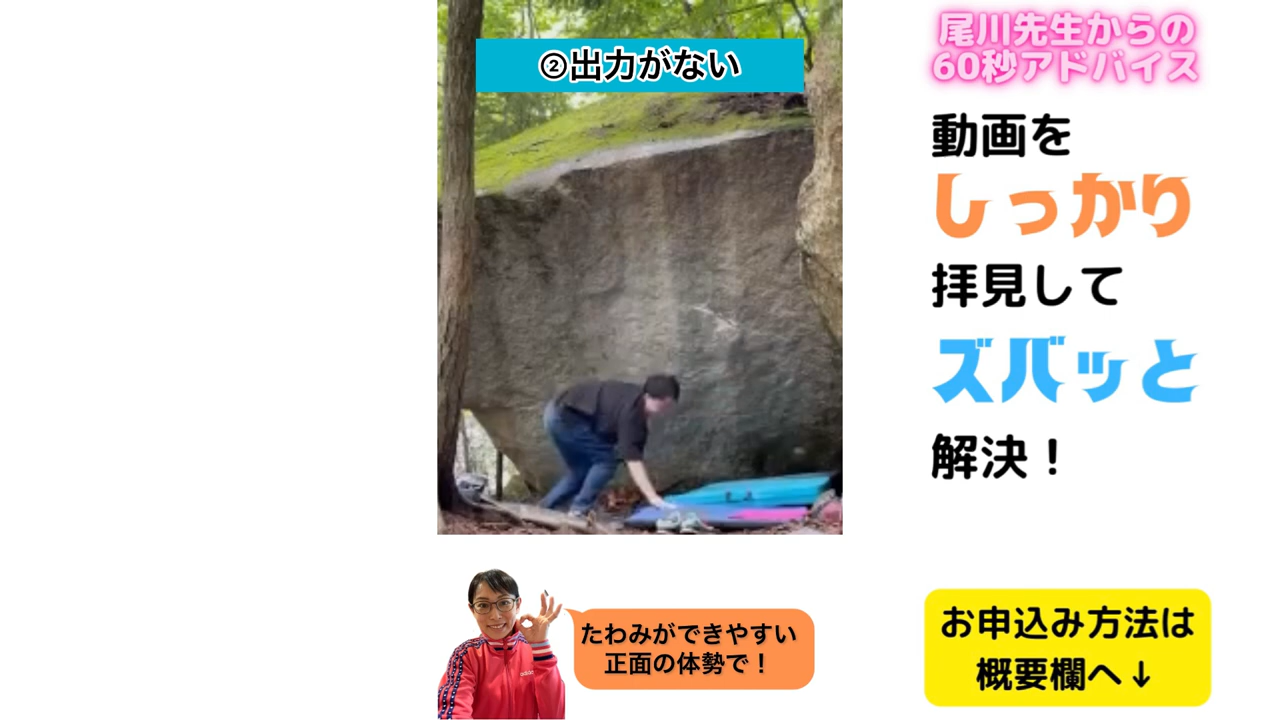 ②出力がない
尾川先生からの
60秒アドバイス
動画を
しっかり
拝見して
ズバッと
解決！
たわみができやすい
正面の体勢で！
お申込み方法は
概要欄へ↓